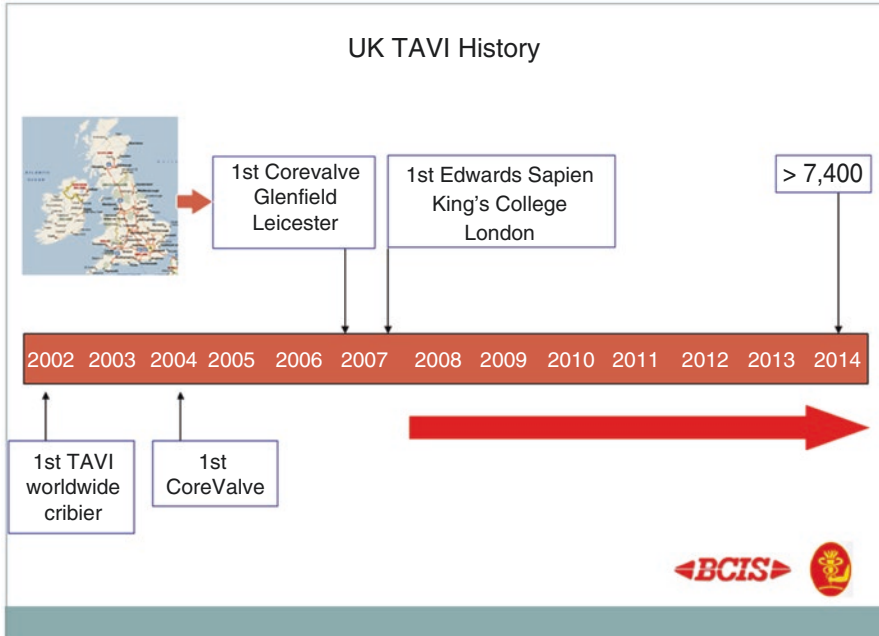 UK TAVI History
1st Corevalve
Glenfield
Leicester
1st Edwards Sapien
King's College
London
> 7,400
2002 2003 2004 2005 2006 2007 2008 2009 2010 2011 2012 2013 2014
1st TAVI
worldwide
cribier
1st
CoreValve
BCIS